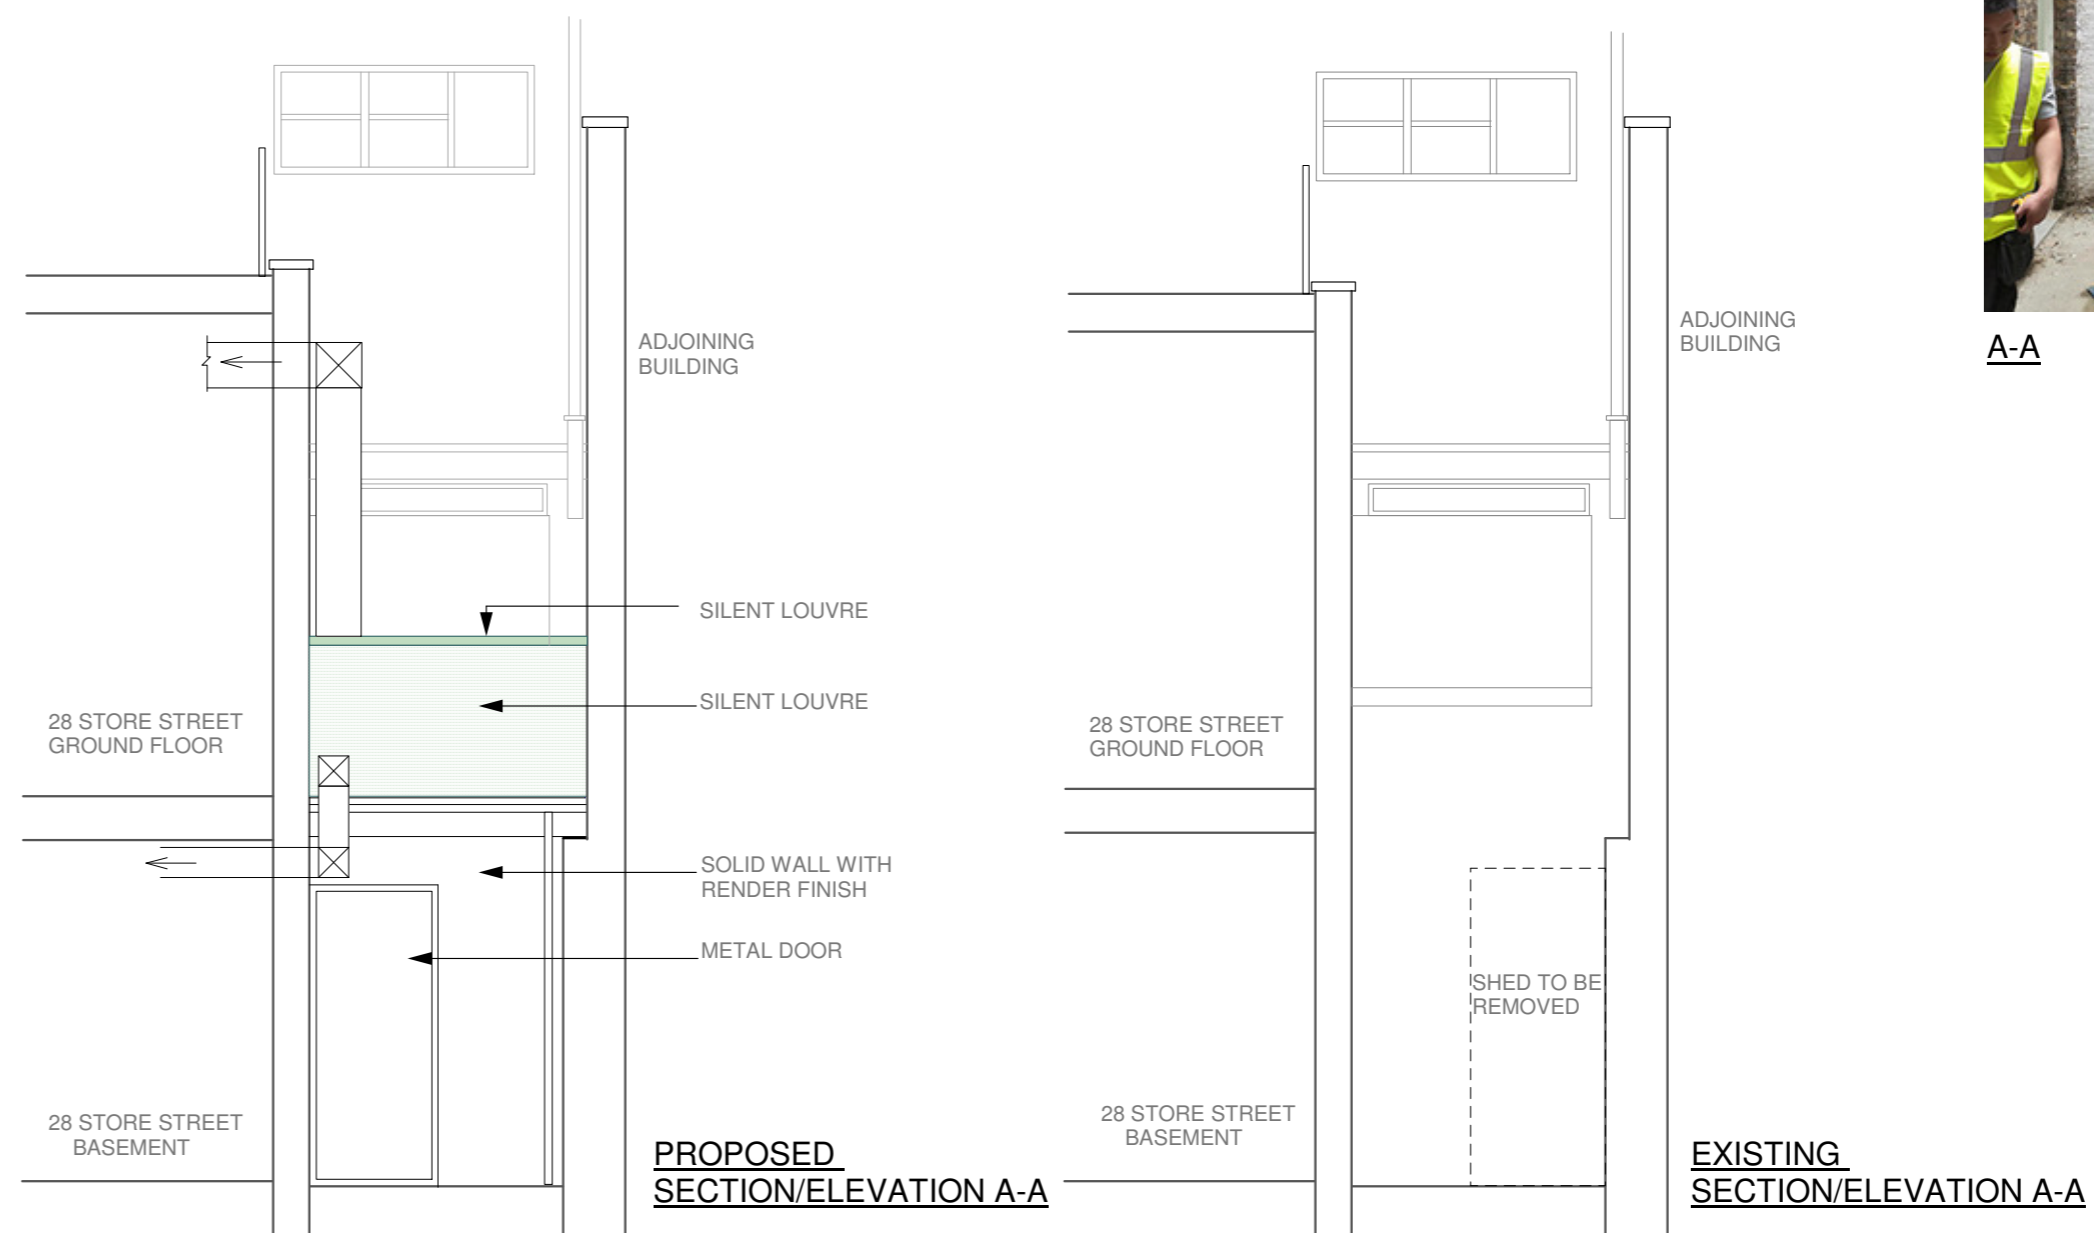 ADJOINING
BUILDING
SILENT LOUVRE
SILENT LOUVRE
28 STORE STREET
GROUND FLOOR
SOLID WALL WITH
RENDER FINISH
METAL DOOR
28 STORE STREET
BASEMENT
PROPOSED
SECTION/ELEVATION A-A
ADJOINING
BUILDING
28 STORE STREET
GROUND FLOOR
SHED TO BE
REMOVED
28 STORE STREET
BASEMENT
EXISTING
SECTION/ELEVATION A-A
A-A